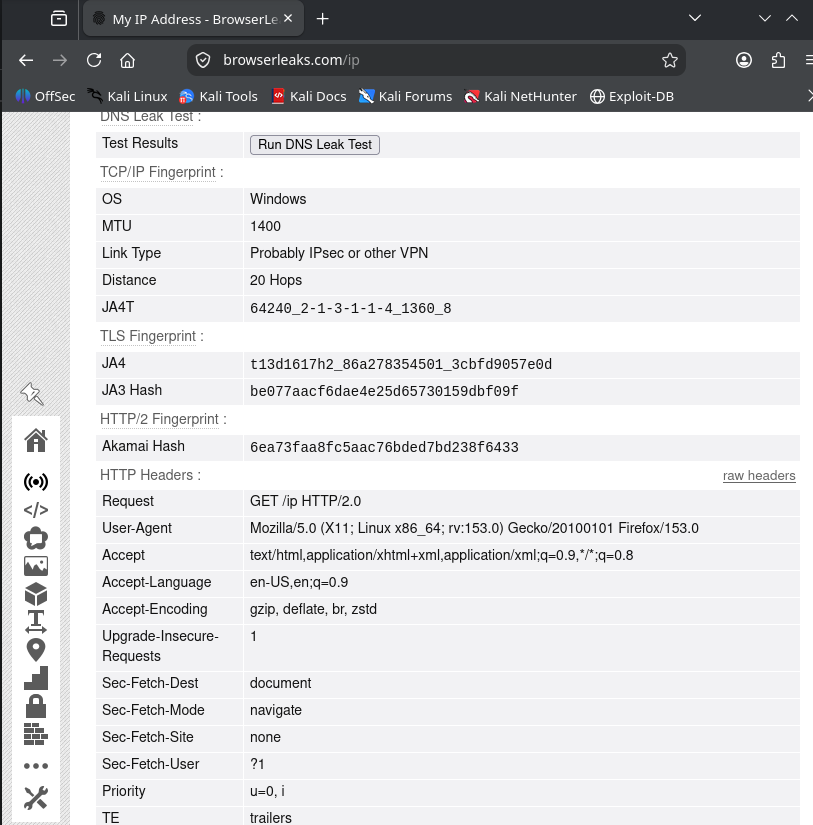 My IP Address - BrowserLe
browserleaks.com/ip
OffSec Kali Linux Kali Tools Kali Docs Kali Forums Kali NetHunter Exploit-DB
DNS Leak Test :
Test Results Run DNS Leak Test
TCP/IP Fingerprint :
OS Windows
MTU 1400
Link Type Probably IPsec or other VPN
Distance 20 Hops
JA4T 64240_2-1-3-1-1-4_1360_8
TLS Fingerprint :
JA4 t13d1617h2_86a278354501_3cbfd9057e0d
JA3 Hash be077aacf6dae4e25d65730159dbf09f
HTTP/2 Fingerprint :
Akamai Hash 6ea73faa8fc5aac76bded7bd238f6433
HTTP Headers : raw headers
Request GET /ip HTTP/2.0
User-Agent Mozilla/5.0 (X11; Linux x86_64; rv:153.0) Gecko/20100101 Firefox/153.0
Accept text/html,application/xhtml+xml,application/xml;q=0.9,*/*;q=0.8
Accept-Language en-US,en;q=0.9
Accept-Encoding gzip, deflate, br, zstd
Upgrade-Insecure- 1
Requests
Sec-Fetch-Dest document
Sec-Fetch-Mode navigate
Sec-Fetch-Site none
Sec-Fetch-User ?1
Priority u=0, i
TE trailers